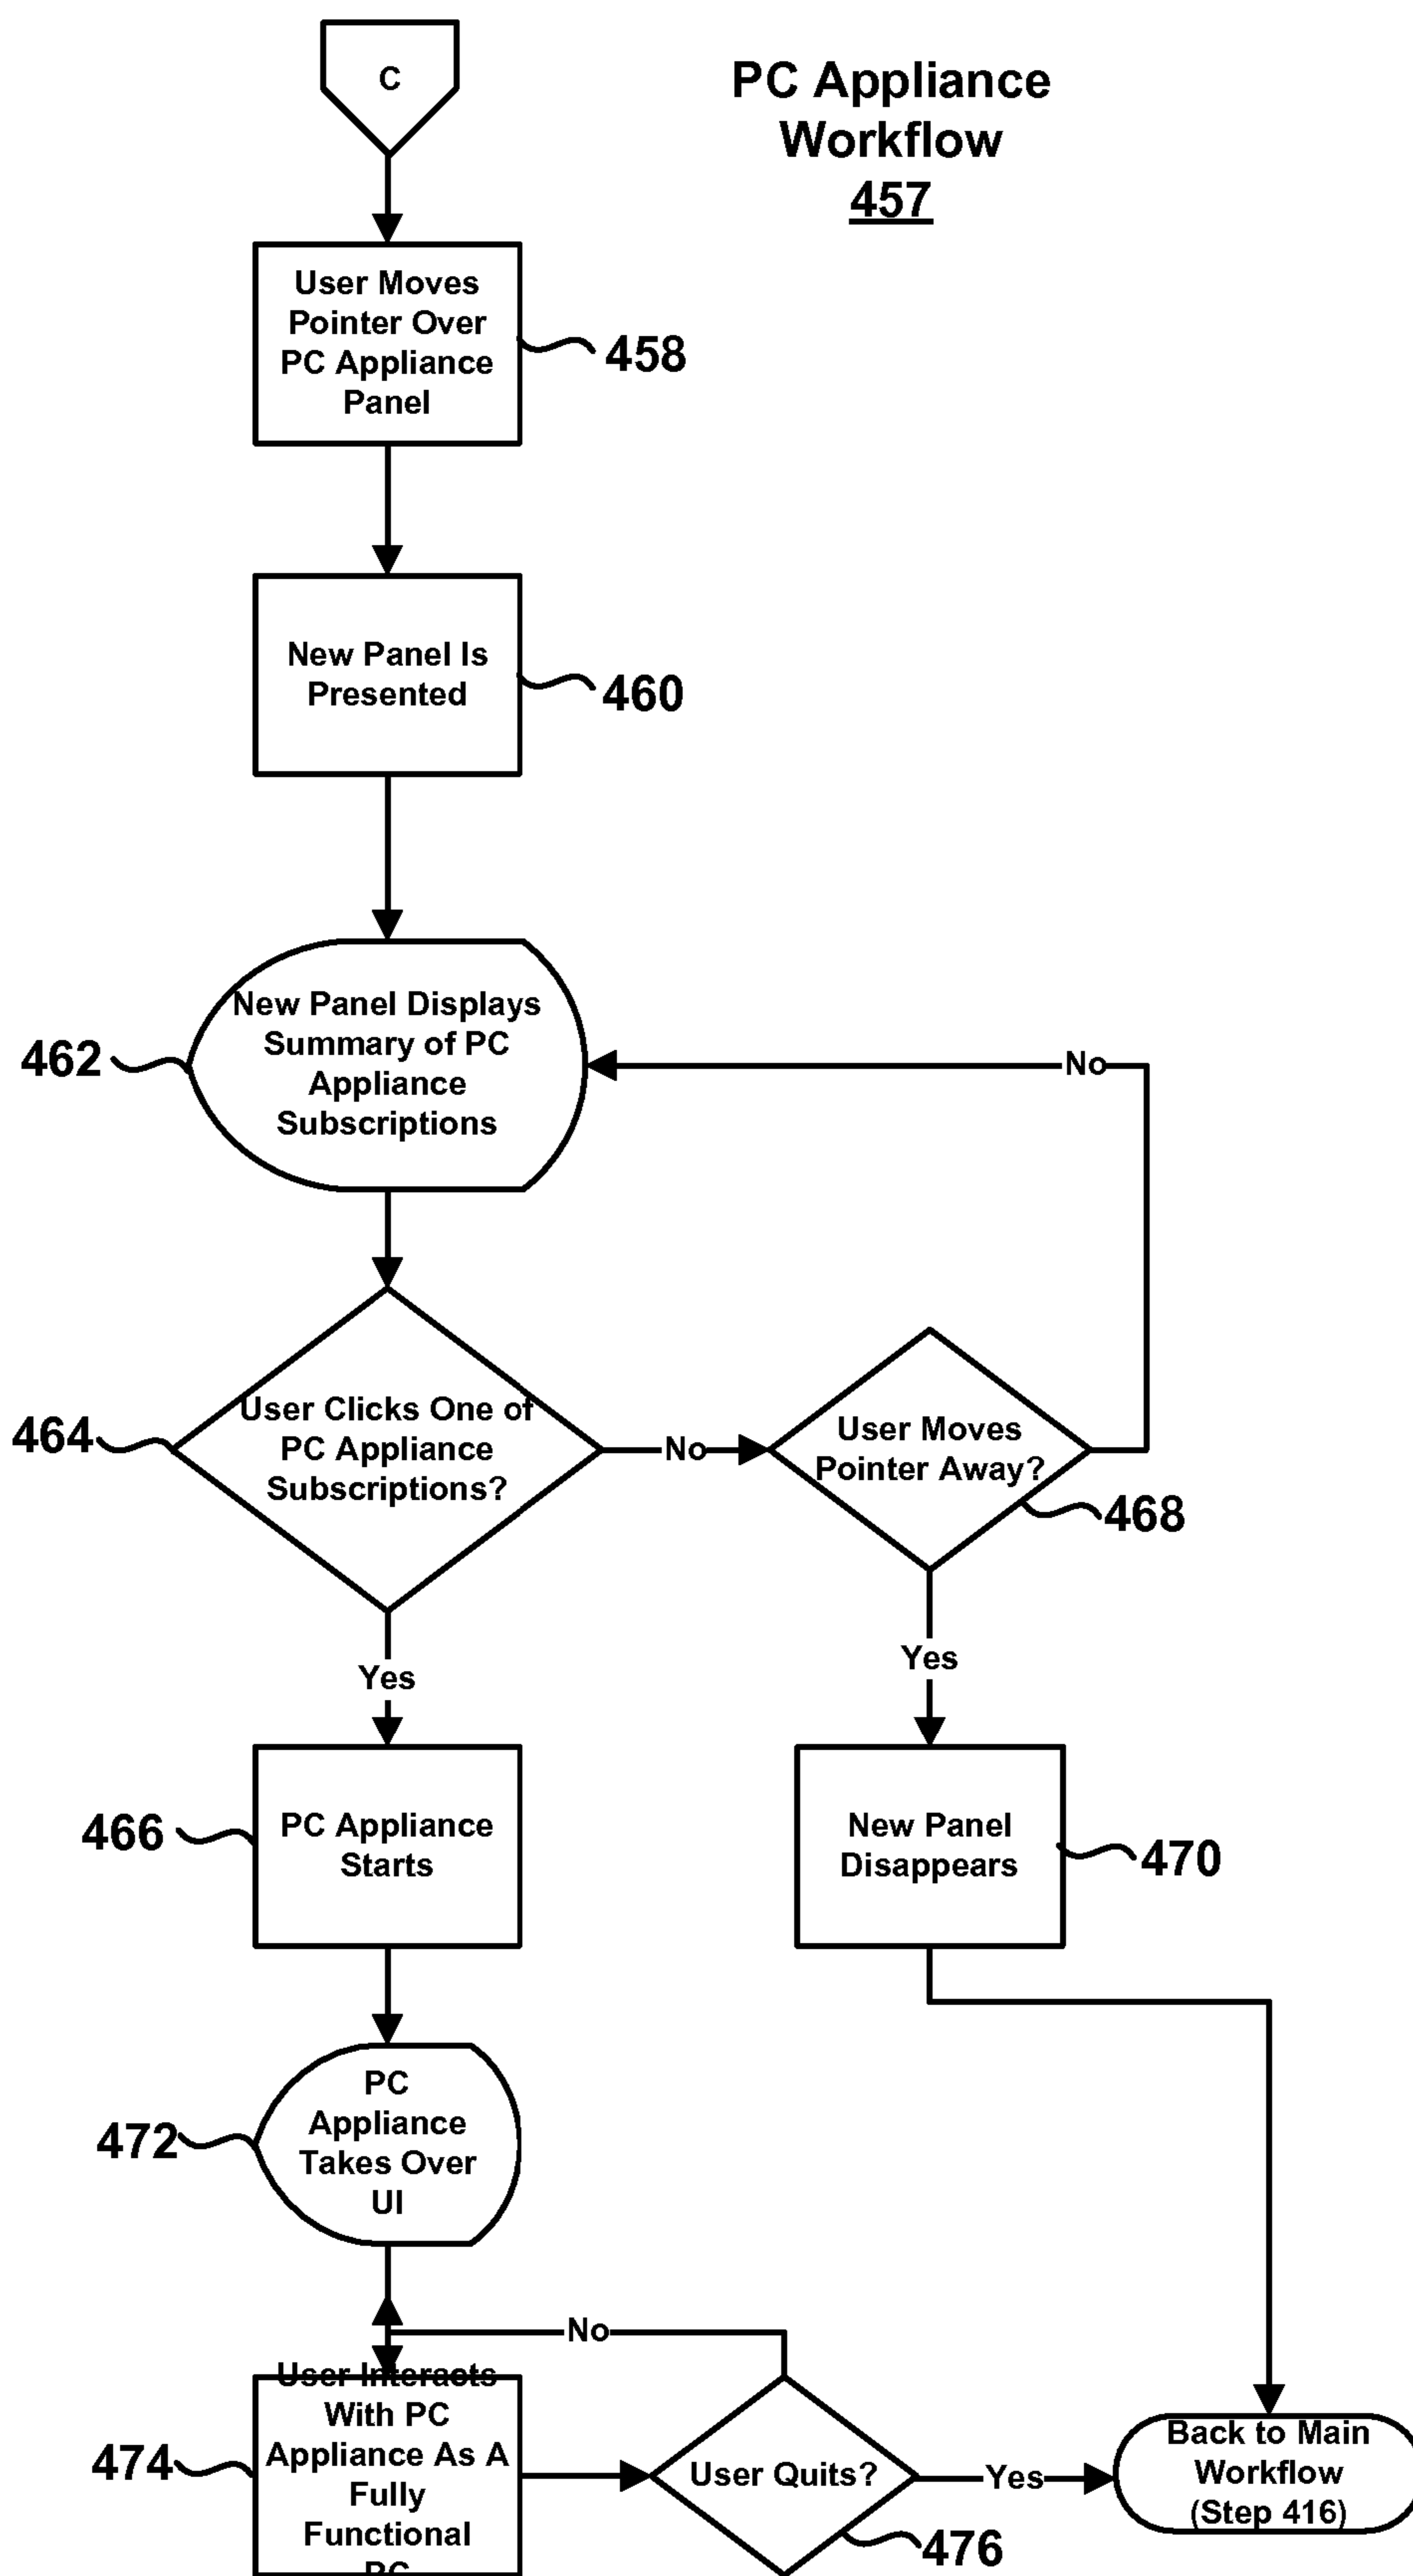 C
PC Appliance
Workflow
457
User Moves
Pointer Over
PC Appliance
Panel
458
New Panel Is
Presented
460
New Panel Displays
Summary of PC
Appliance
Subscriptions
462
No
User Clicks One of
PC Appliance
Subscriptions?
464
No
User Moves
Pointer Away?
468
Yes
Yes
PC Appliance
Starts
466
New Panel
Disappears
470
PC
Appliance
Takes Over
UI
472
No
User Interacts
With PC
Appliance As A
Fully
Functional
PC
474
User Quits?
476
Yes
Back to Main
Workflow
(Step 416)